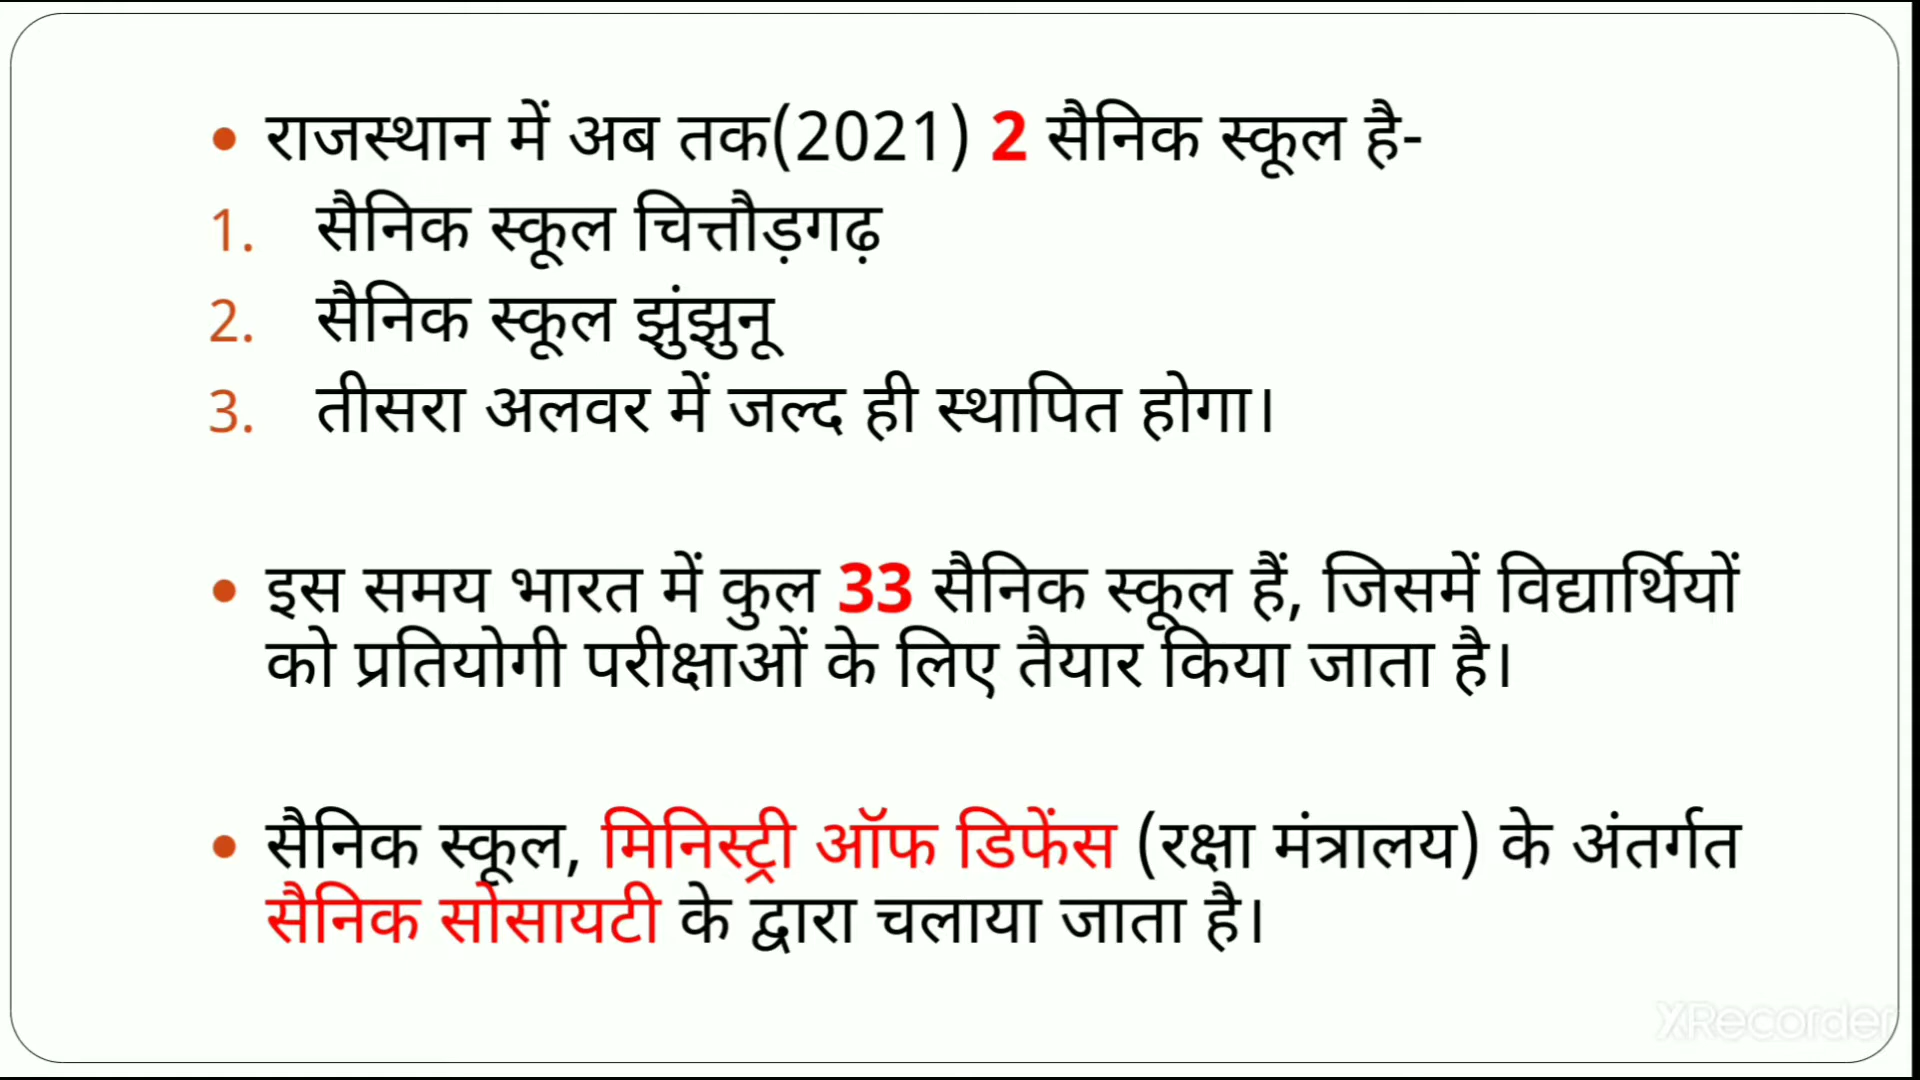 • राजस्थान में अब तक(2021) 2 सैनिक स्कूल है-
1. सैनिक स्कूल चित्तौड़गढ़
2. सैनिक स्कूल झुंझुनू
3. तीसरा अलवर में जल्द ही स्थापित होगा।
• इस समय भारत में कुल 33 सैनिक स्कूल हैं, जिसमें विद्यार्थियों
को प्रतियोगी परीक्षाओं के लिए तैयार किया जाता है।
• सैनिक स्कूल, मिनिस्ट्री ऑफ डिफेंस (रक्षा मंत्रालय) के अंतर्गत
सैनिक सोसायटी के द्वारा चलाया जाता है।
XRecorder